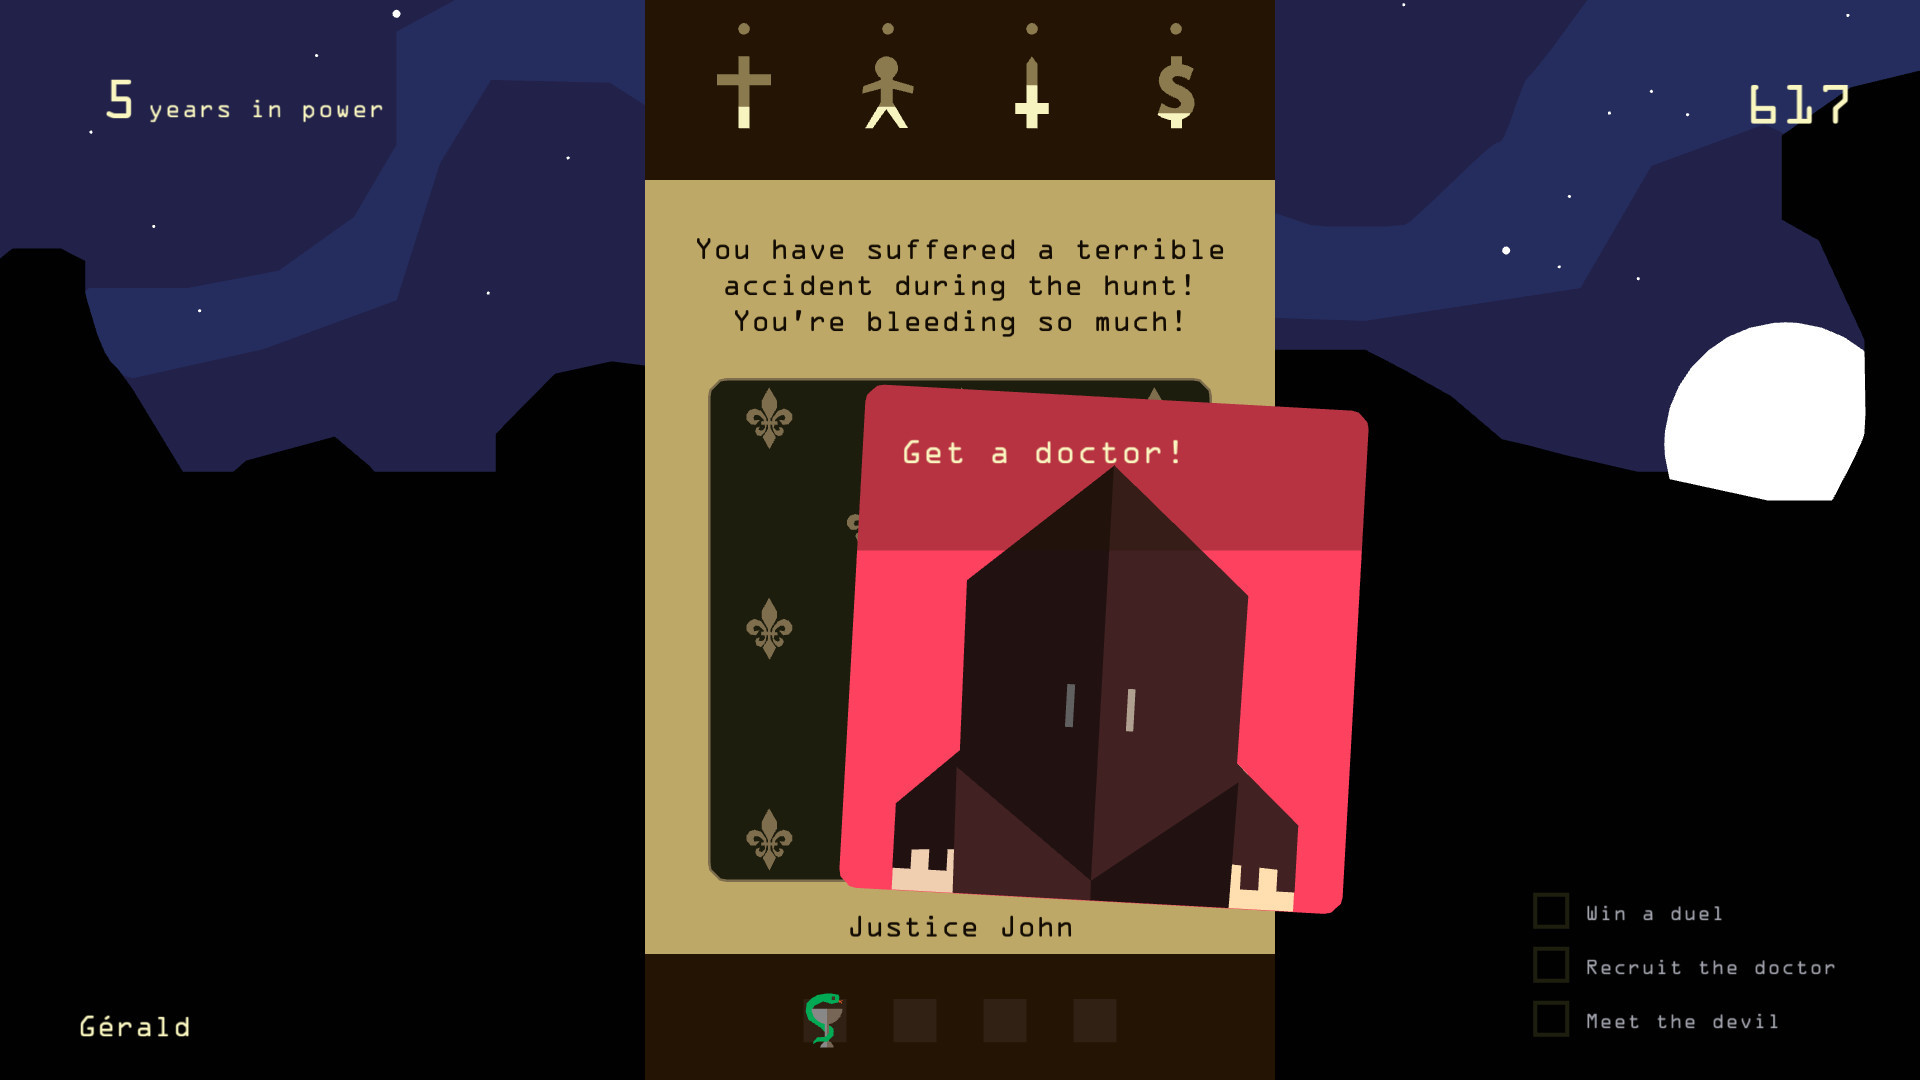 5 years in power
617
You have suffered a terrible
accident during the hunt!
You're bleeding so much!
Get a doctor!
Justice John
Gérald
Win a duel
Recruit the doctor
Meet the devil